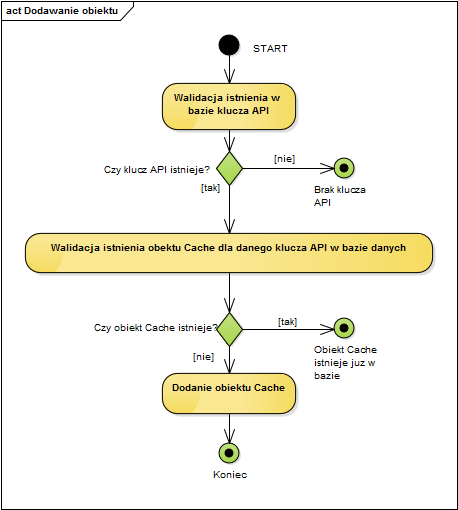 act Dodawanie obiektu
START
Walidacja istnienia w
bazie klucza API
Czy klucz API istnieje?
[nie]
[tak]
Brak klucza
API
Walidacja istnienia obektu Cache dla danego klucza API w bazie danych
Czy obiekt Cache istnieje?
[tak]
[nie]
Obiekt Cache
istnieje juz w
bazie
Dodanie obiektu Cache
Koniec